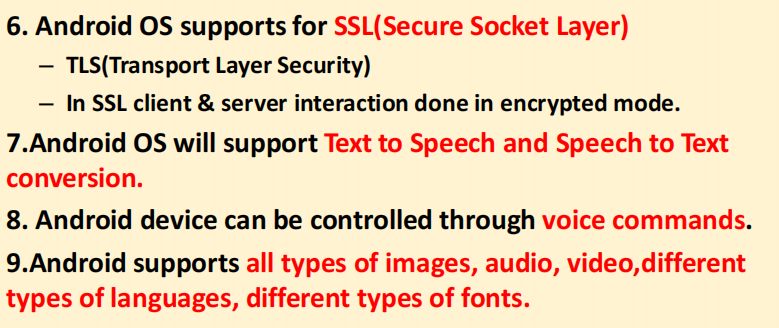 6. Android OS supports for SSL(Secure Socket Layer)
– TLS(Transport Layer Security)
– In SSL client & server interaction done in encrypted mode.
7.Android OS will support Text to Speech and Speech to Text
conversion.
8. Android device can be controlled through voice commands.
9.Android supports all types of images, audio, video,different
types of languages, different types of fonts.